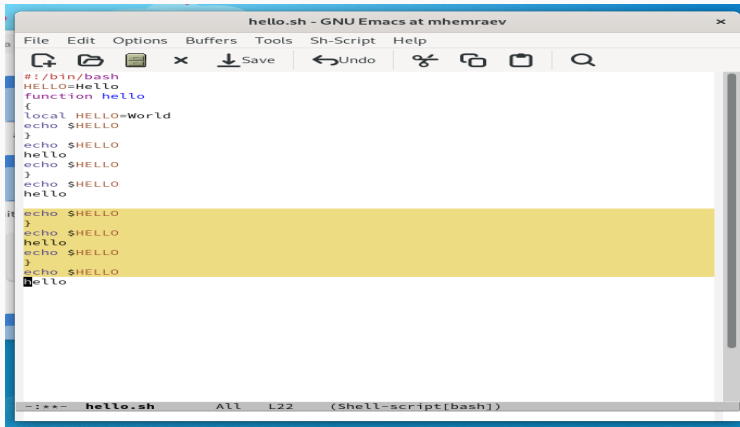 hello.sh - GNU Emacs at mhemraev ×
File Edit Options Buffers Tools Sh-Script Help
Save Undo
#!/bin/bash
HELLO=Hello
function hello
{
local HELLO=World
echo $HELLO
}
echo $HELLO
hello
echo $HELLO
}
echo $HELLO
hello
echo $HELLO
}
echo $HELLO
hello
echo $HELLO
}
echo $HELLO
hello
-:**- hello.sh All L22 (Shell-script[bash])